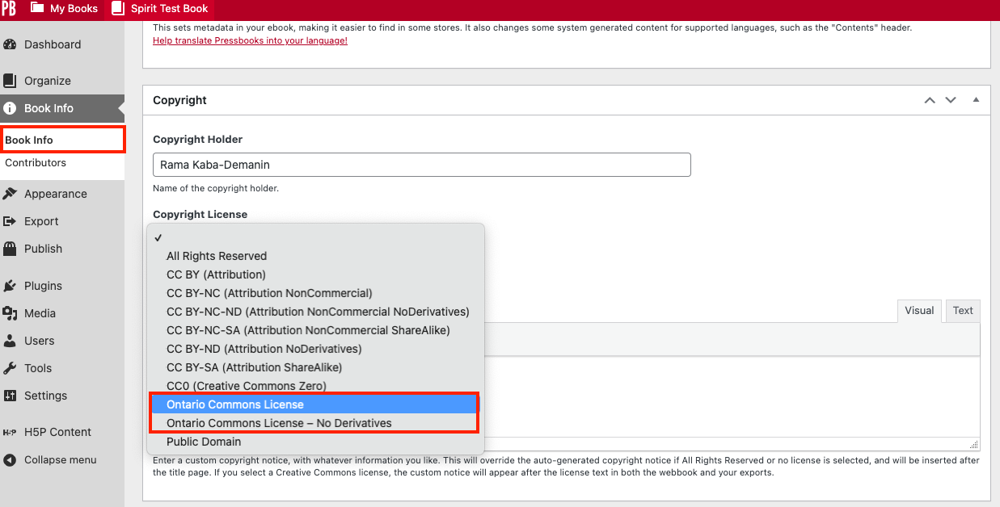 PB My Books Spirit Test Book
Dashboard
Organize
Book Info
Book Info
Contributors
Appearance
Export
Publish
Plugins
Media
Users
Tools
Settings
H-P H5P Content
Collapse menu
This sets metadata in your ebook, making it easier to find in some stores. It also changes some system generated content for supported languages, such as the "Contents" header.
Help translate Pressbooks into your language!
Copyright
Copyright Holder
Rama Kaba-Demanin
Name of the copyright holder.
Copyright License
✓
All Rights Reserved
CC BY (Attribution)
CC BY-NC (Attribution NonCommercial)
CC BY-NC-ND (Attribution NonCommercial NoDerivatives)
CC BY-NC-SA (Attribution NonCommercial ShareAlike)
CC BY-ND (Attribution NoDerivatives)
CC BY-SA (Attribution ShareAlike)
CC0 (Creative Commons Zero)
Ontario Commons License
Ontario Commons License – No Derivatives
Public Domain
Visual Text
Enter a custom copyright notice, with whatever information you like. This will override the auto-generated copyright notice if All Rights Reserved or no license is selected, and will be inserted after
the title page. If you select a Creative Commons license, the custom notice will appear after the license text in both the webbook and your exports.